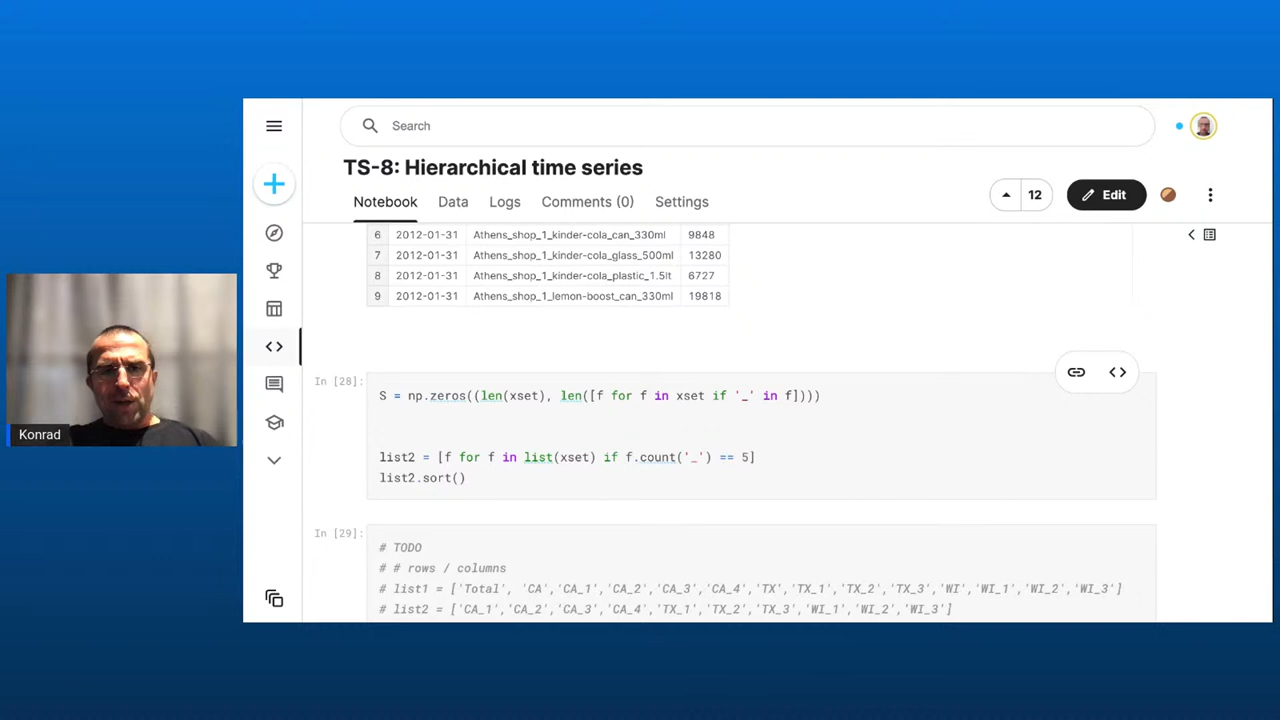 Search
TS-8: Hierarchical time series
12
Edit
Notebook
Data
Logs
Comments (0)
Settings
6 2012-01-31 Athens_shop_1_kinder-cola_can_330ml 9848
7 2012-01-31 Athens_shop_1_kinder-cola_glass_500ml 13280
8 2012-01-31 Athens_shop_1_kinder-cola_plastic_1.5lt 6727
9 2012-01-31 Athens_shop_1_lemon-boost_can_330ml 19818
In [28]:
S = np.zeros((len(xset), len([f for f in xset if '_' in f])))
list2 = [f for f in list(xset) if f.count('_') == 5]
list2.sort()
In [29]:
# TODO
# # rows / columns
# list1 = ['Total', 'CA','CA_1','CA_2','CA_3','CA_4','TX','TX_1','TX_2','TX_3','WI','WI_1','WI_2','WI_3']
# list2 = ['CA_1','CA_2','CA_3','CA_4','TX_1','TX_2','TX_3','WI_1','WI_2','WI_3']
Konrad